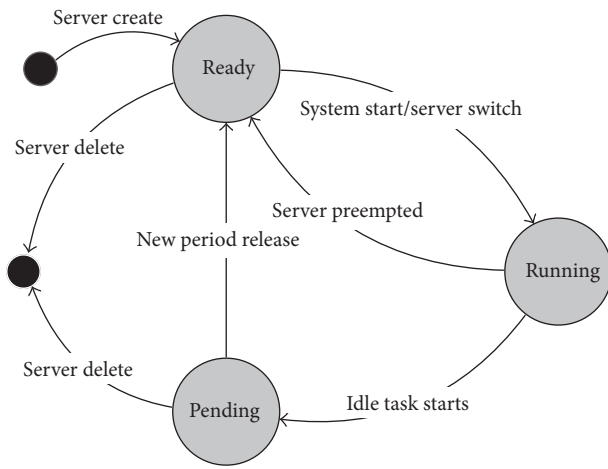 Server create
Ready
System start/server switch
Server delete
Server preempted
New period release
Running
Server delete
Idle task starts
Pending